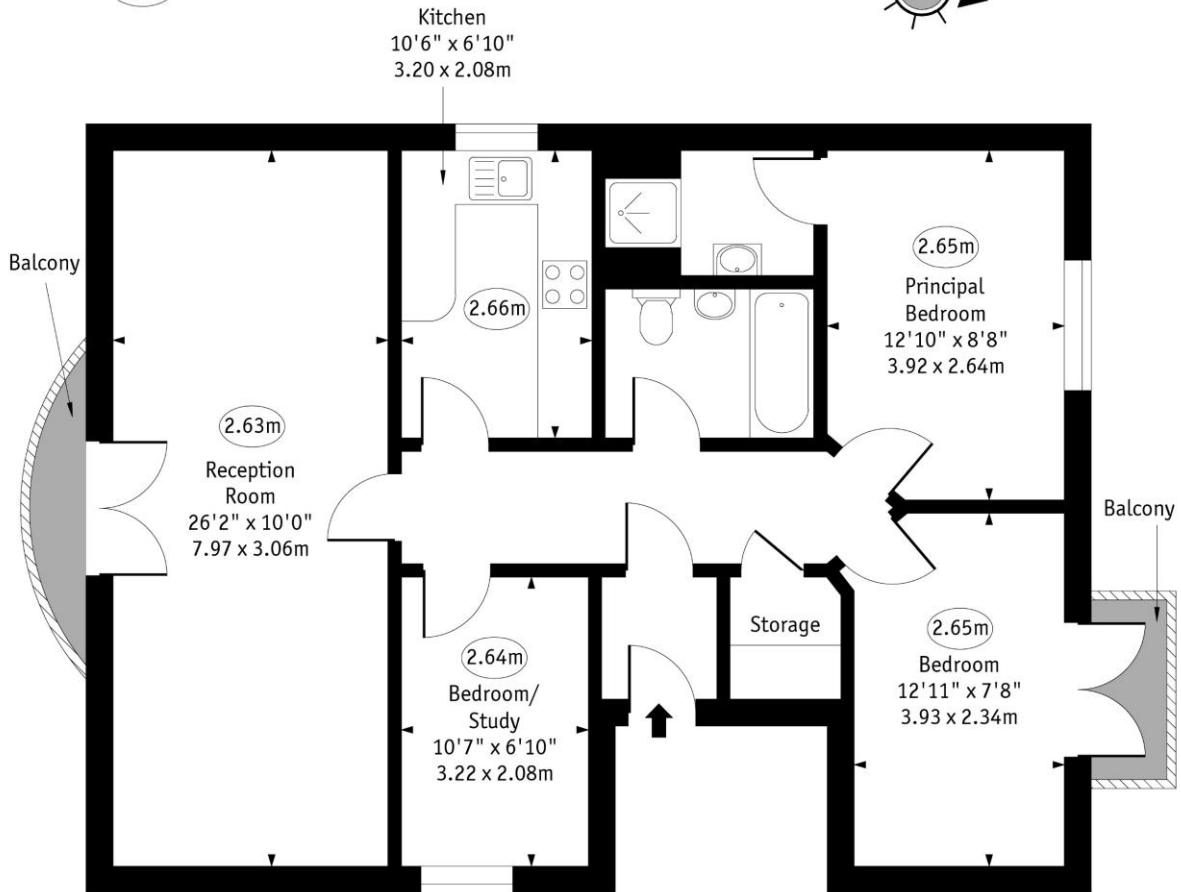 Kitchen
10'6" x 6'10"
3.20 x 2.08m
Balcony
2.66m
2.65m
Principal
Bedroom
12'10" x 8'8"
3.92 x 2.64m
2.63m
Reception
Room
26'2" x 10'0"
7.97 x 3.06m
Balcony
2.64m
Bedroom/
Study
10'7" x 6'10"
3.22 x 2.08m
Storage
2.65m
Bedroom
12'11" x 7'8"
3.93 x 2.34m